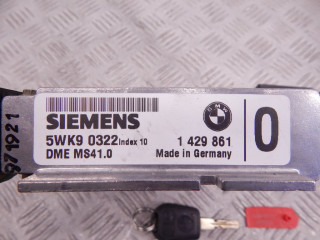 SIEMENS
BMW
5WK9 0322 Index 10
1 429 861
DME MS41.0
Made in Germany
0
971921